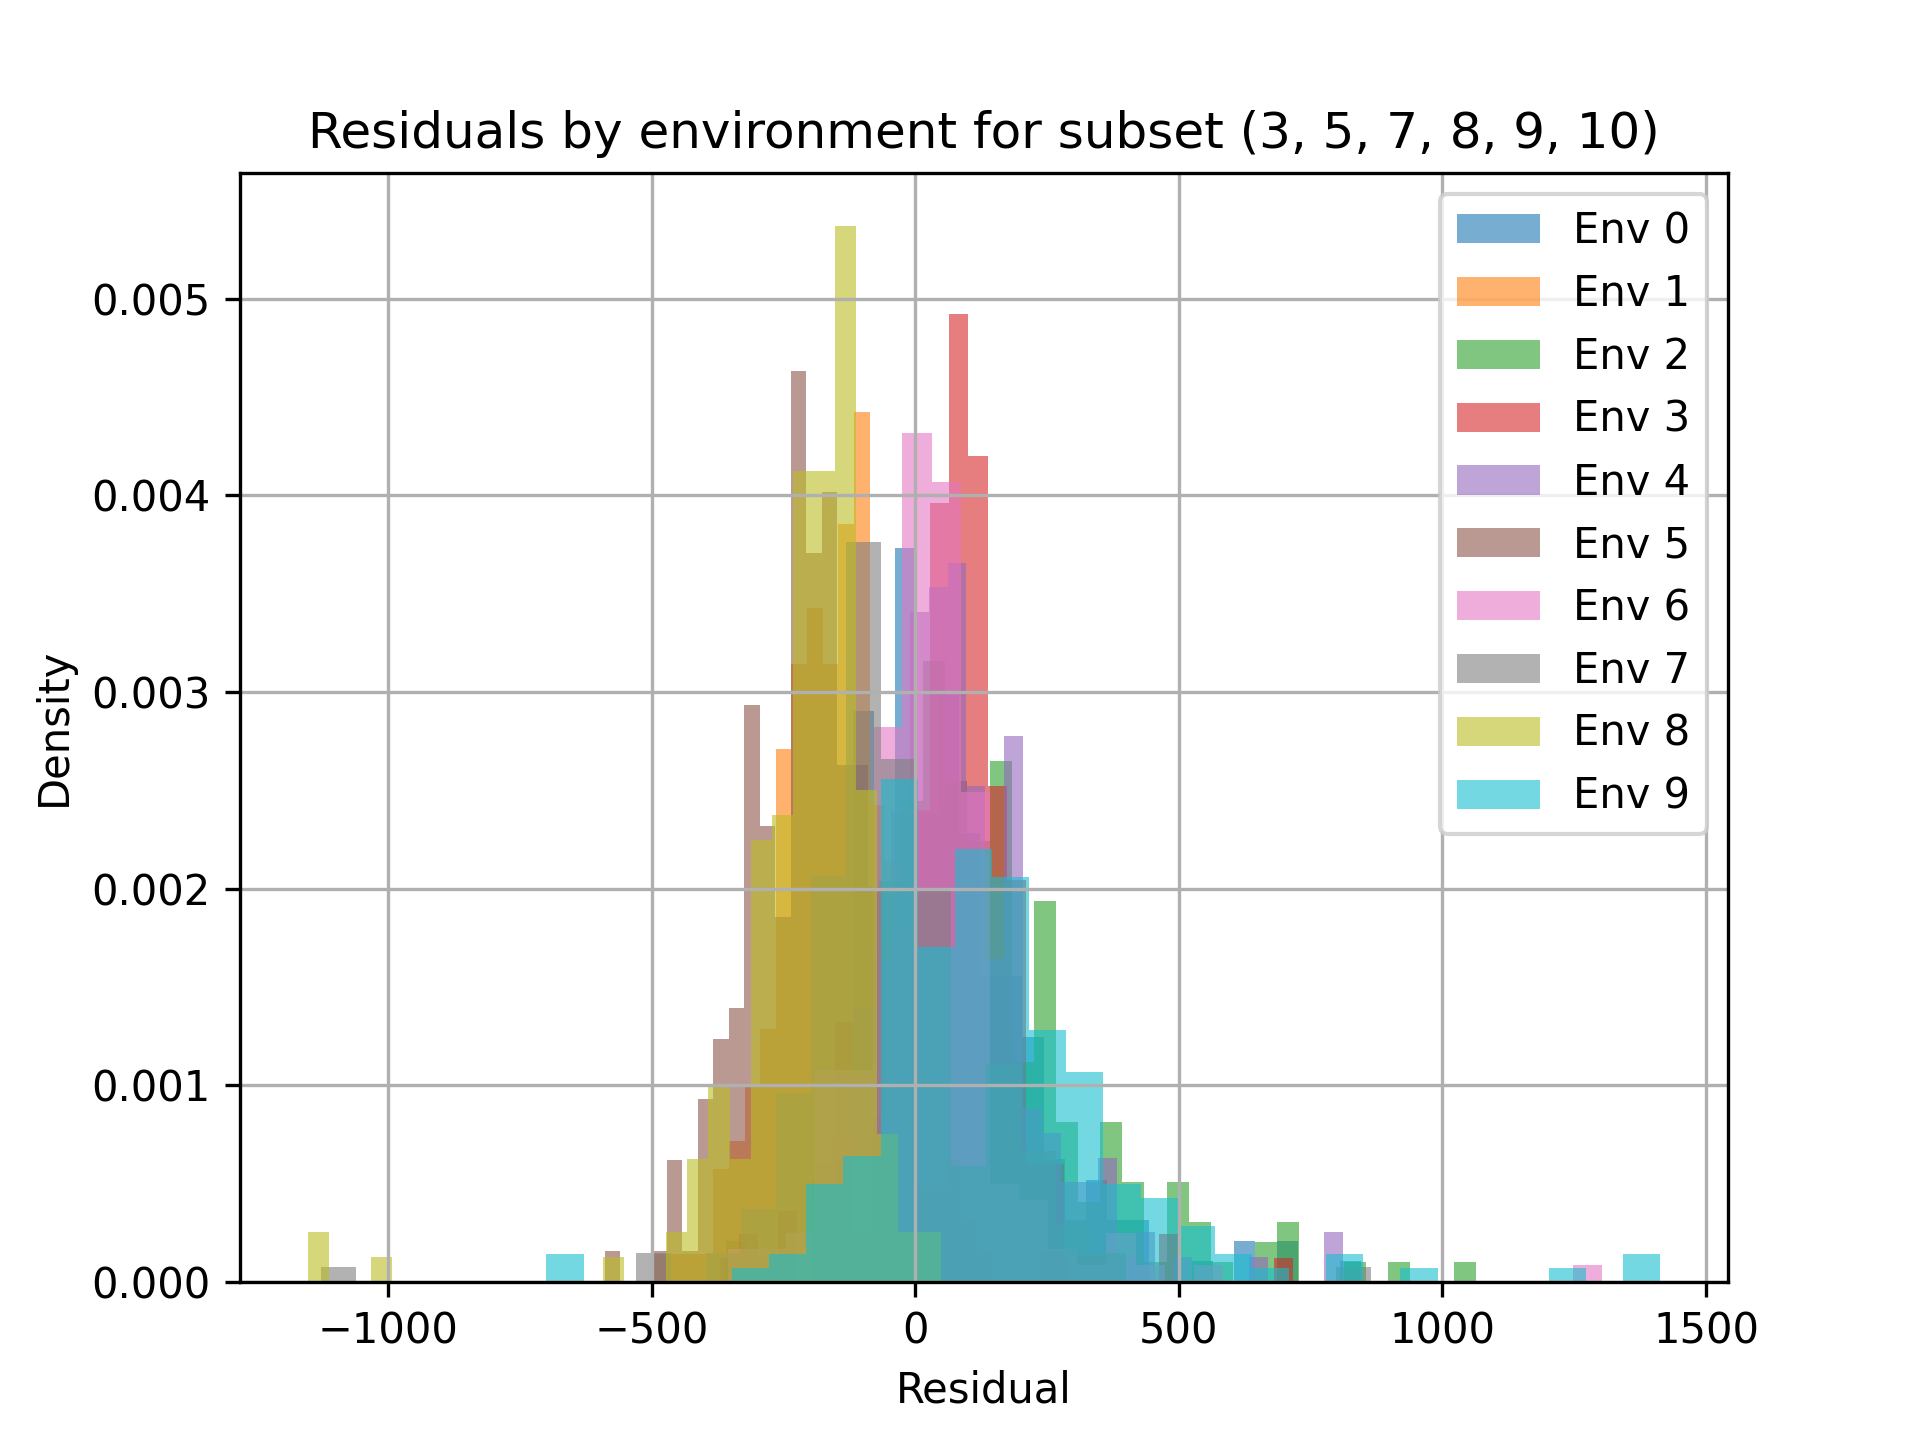 Residuals by environment for subset (3, 5, 7, 8, 9, 10)
Env 0
Env 1
Env 2
Env 3
Env 4
Env 5
Env 6
Env 7
Env 8
Env 9
Density
0.005
0.004
0.003
0.002
0.001
0.000
−1000
−500
0
500
1000
1500
Residual